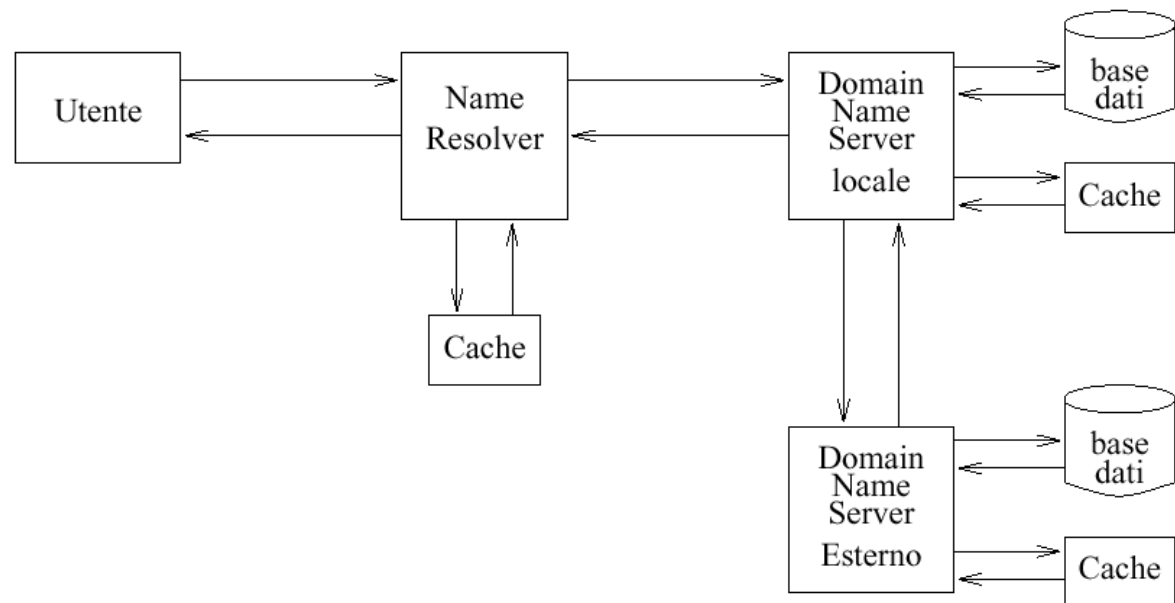 Utente
Name
Resolver
Cache
Domain
Name
Server
locale
base
dati
Cache
Domain
Name
Server
Esterno
base
dati
Cache